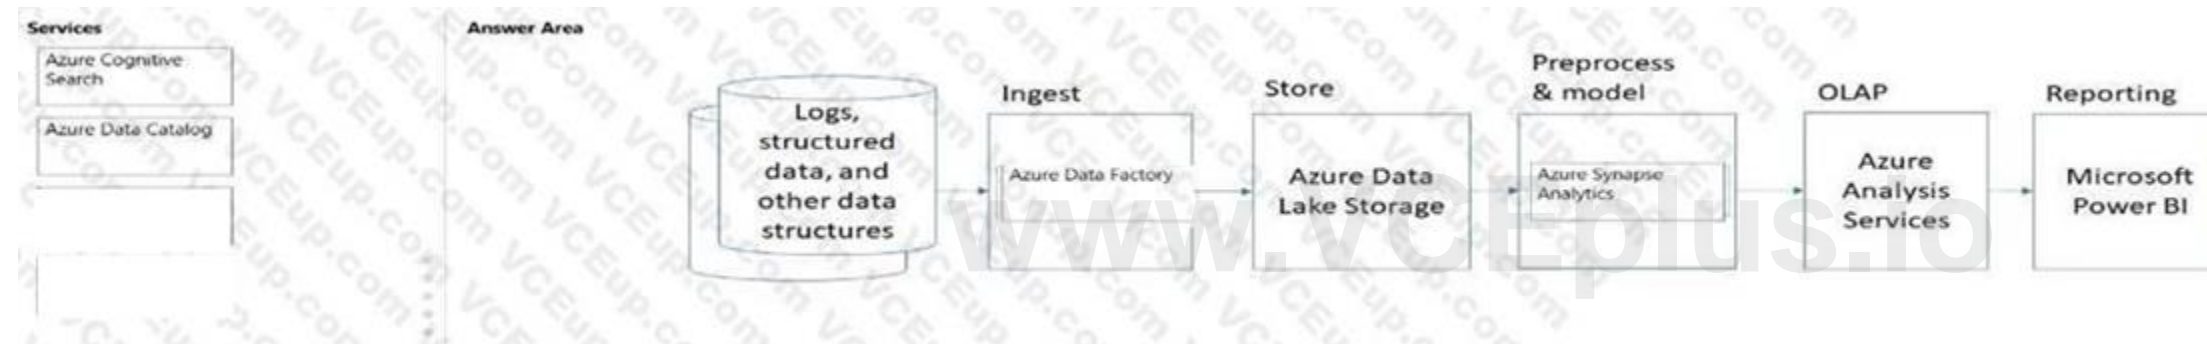 Services
Azure Cognitive
Search
Azure Data Catalog
Answer Area
Logs,
structured
data, and
other data
structures
Ingest
Azure Data Factory
Store
Azure Data
Lake Storage
Preprocess
& model
Azure Synapse
Analytics
OLAP
Azure
Analysis
Services
Reporting
Microsoft
Power BI
www.VCEplus.io
VCEup.com